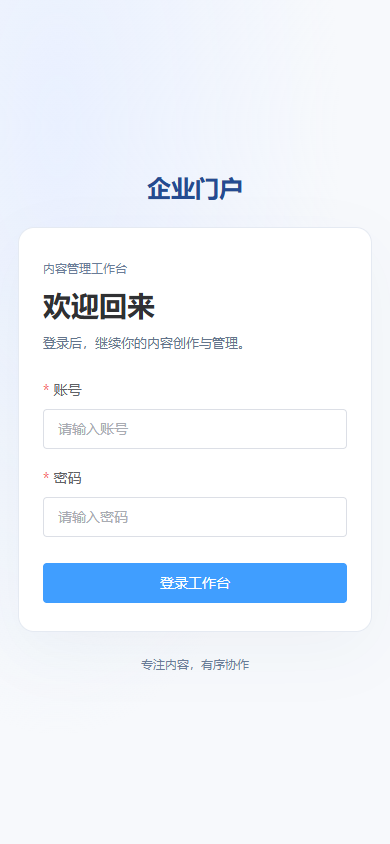 企业门户
内容管理工作台
欢迎回来
登录后，继续你的内容创作与管理。
* 账号
请输入账号
* 密码
请输入密码
登录工作台
专注内容，有序协作